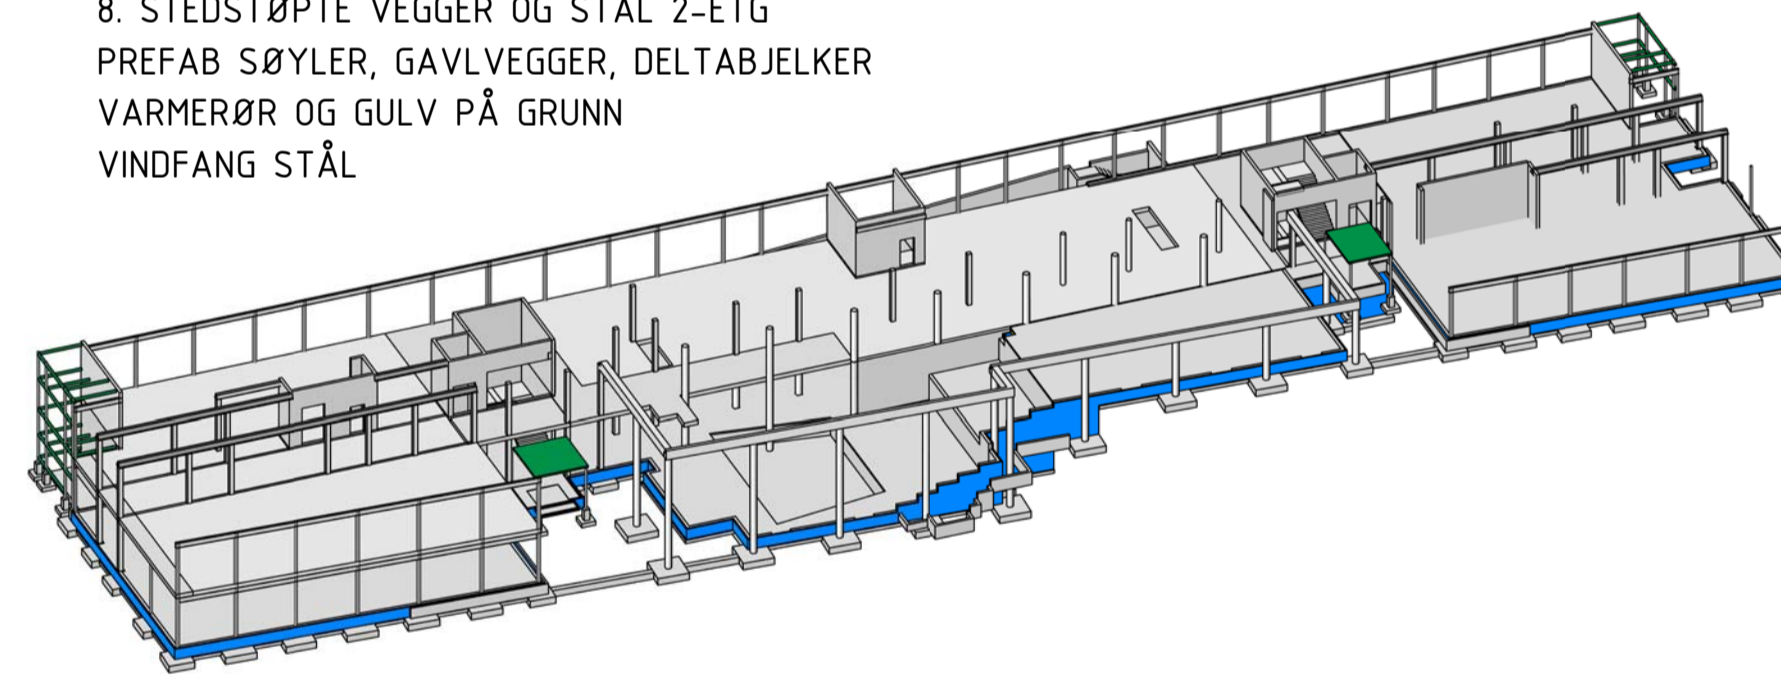 8. STEDSTØPTE VEGGER OG STÅL 2-ETG
PREFAB SØYLER, GAVLVEGGER, DELTABJELKER
VARMERØR OG GULV PÅ GRUNN
VINDFANG STÅL